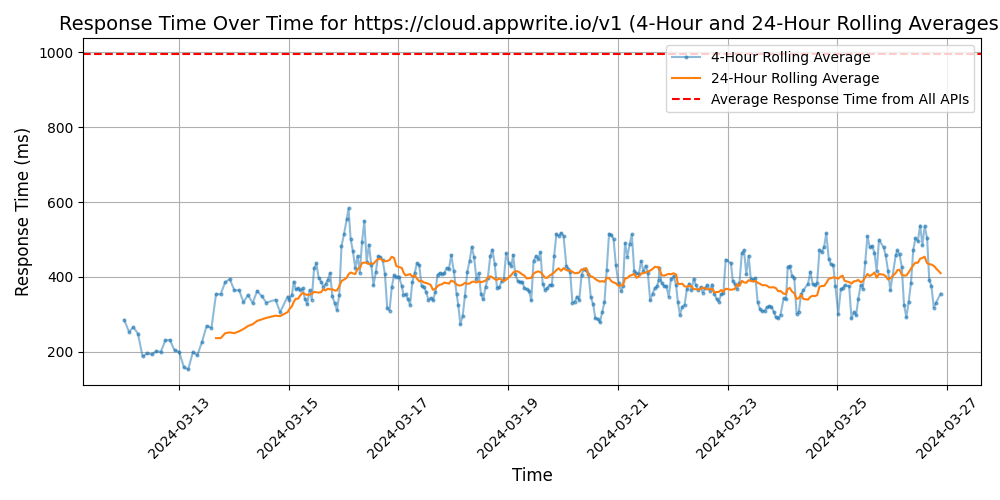 Response Time Over Time for https://cloud.appwrite.io/v1 (4-Hour and 24-Hour Rolling Averages
4-Hour Rolling Average
24-Hour Rolling Average
Average Response Time from All APIs
Response Time (ms)
1000
800
600
400
200
2024-03-13
2024-03-15
2024-03-17
2024-03-19
2024-03-21
2024-03-23
2024-03-25
2024-03-27
Time